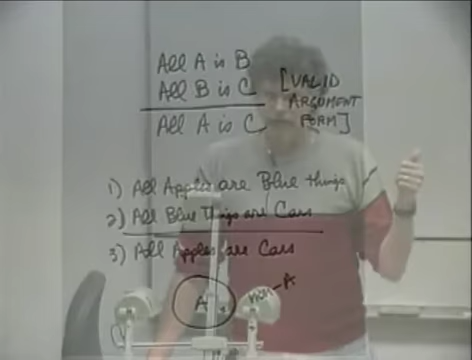 All A is B
All B is C
All A is C
[VALID
ARGUMENT
FORM]
1) All Apples are Blue things
2) All Blue Things are Cars
3) All Apples are Cars
A
non-A